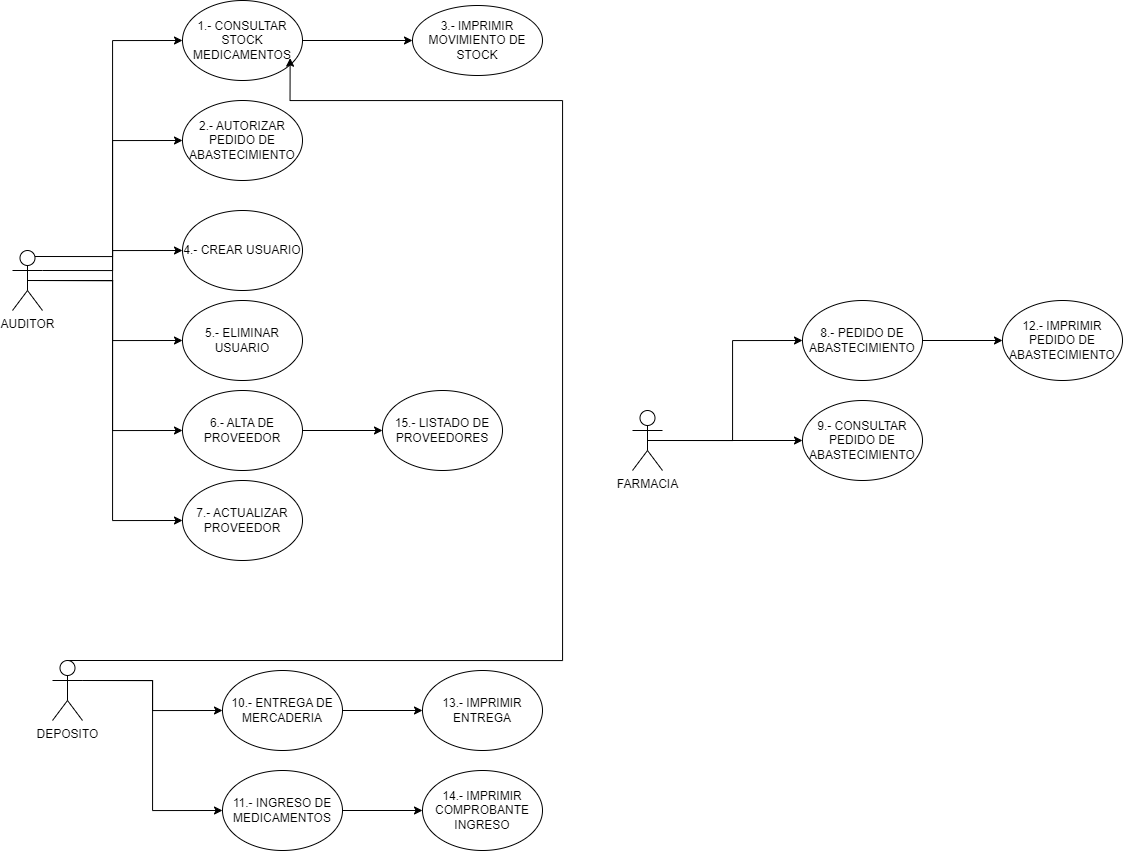 1.- CONSULTAR
STOCK
MEDICAMENTOS
3.- IMPRIMIR
MOVIMIENTO DE
STOCK
2.- AUTORIZAR
PEDIDO DE
ABASTECIMIENTO
4.- CREAR USUARIO
AUDITOR
5.- ELIMINAR
USUARIO
6.- ALTA DE
PROVEEDOR
15.- LISTADO DE
PROVEEDORES
7.- ACTUALIZAR
PROVEEDOR
8.- PEDIDO DE
ABASTECIMIENTO
12.- IMPRIMIR
PEDIDO DE
ABASTECIMIENTO
9.- CONSULTAR
PEDIDO DE
ABASTECIMIENTO
FARMACIA
DEPOSITO
10.- ENTREGA DE
MERCADERIA
13.- IMPRIMIR
ENTREGA
11.- INGRESO DE
MEDICAMENTOS
14.- IMPRIMIR
COMPROBANTE
INGRESO